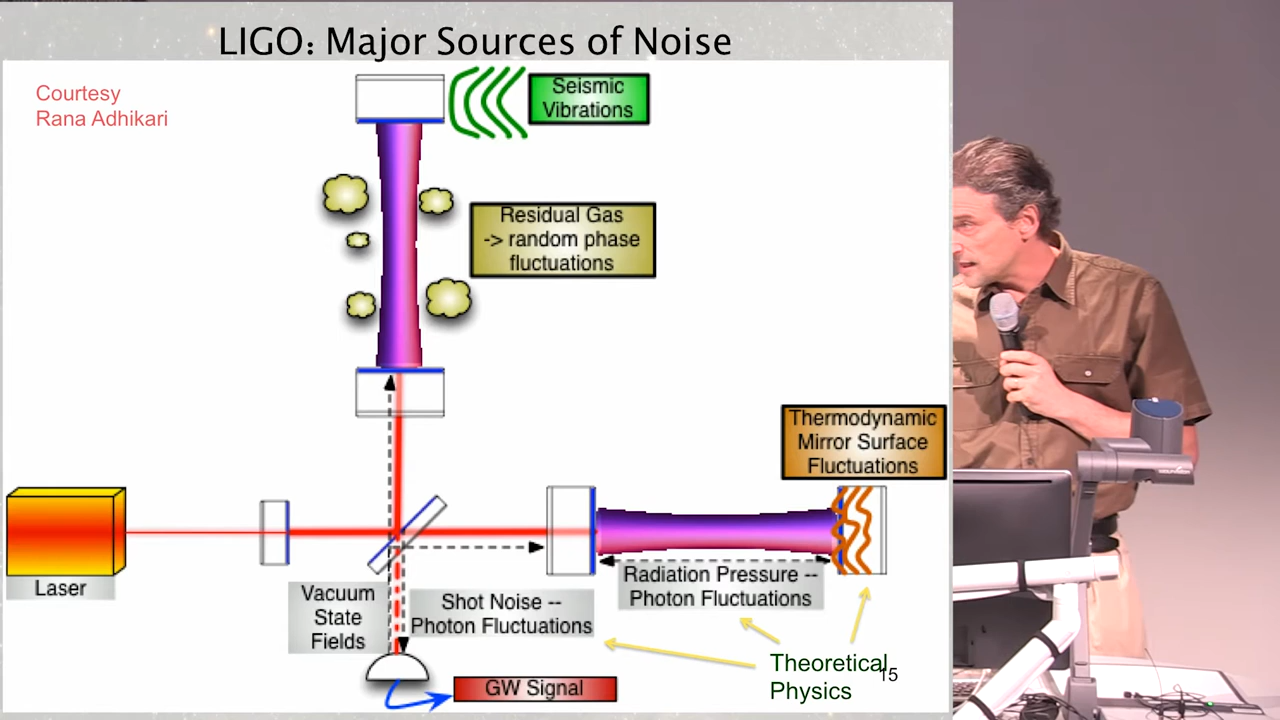 LIGO: Major Sources of Noise
Courtesy
Rana Adhikari
Seismic
Vibrations
Residual Gas
-> random phase
fluctuations
Thermodynamic
Mirror Surface
Fluctuations
Laser
Vacuum
State
Fields
Shot Noise --
Photon Fluctuations
Radiation Pressure --
Photon Fluctuations
GW Signal
Theoretical
Physics
15